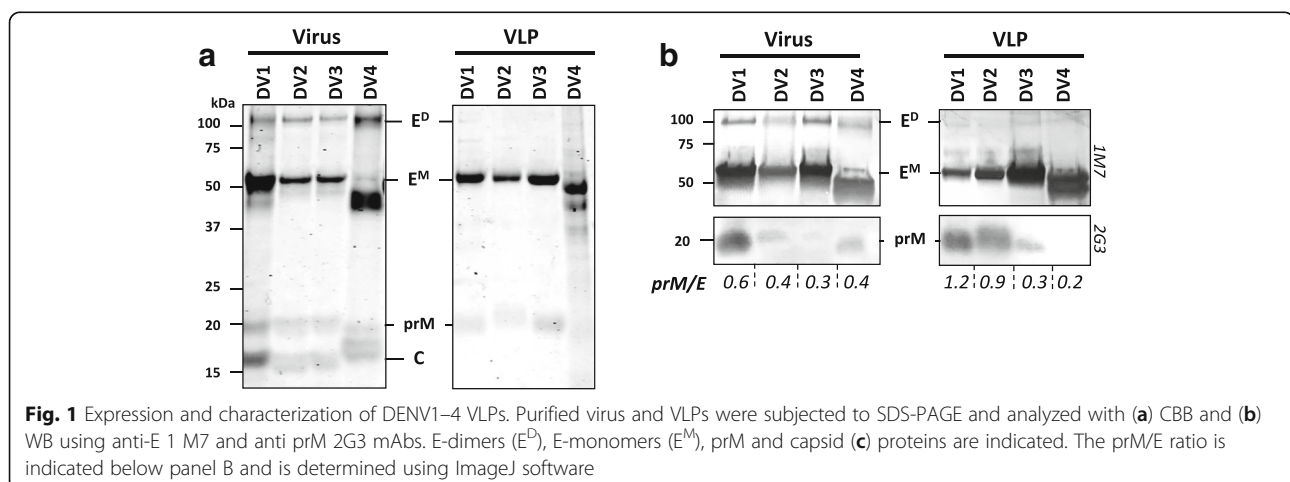 a
Virus
VLP
DV1 DV2 DV3 DV4
DV1 DV2 DV3 DV4
kDa
100
75
50
37
25
20
15
E^D
E^M
prM
C
b
Virus
VLP
DV1 DV2 DV3 DV4
DV1 DV2 DV3 DV4
100
75
50
20
E^D
E^M
prM
1M7
2G3
prM/E
0.6 0.4 0.3 0.4
1.2 0.9 0.3 0.2
Fig. 1 Expression and characterization of DENV1–4 VLPs. Purified virus and VLPs were subjected to SDS-PAGE and analyzed with (a) CBB and (b)
WB using anti-E 1 M7 and anti prM 2G3 mAbs. E-dimers (E^D), E-monomers (E^M), prM and capsid (c) proteins are indicated. The prM/E ratio is
indicated below panel B and is determined using ImageJ software